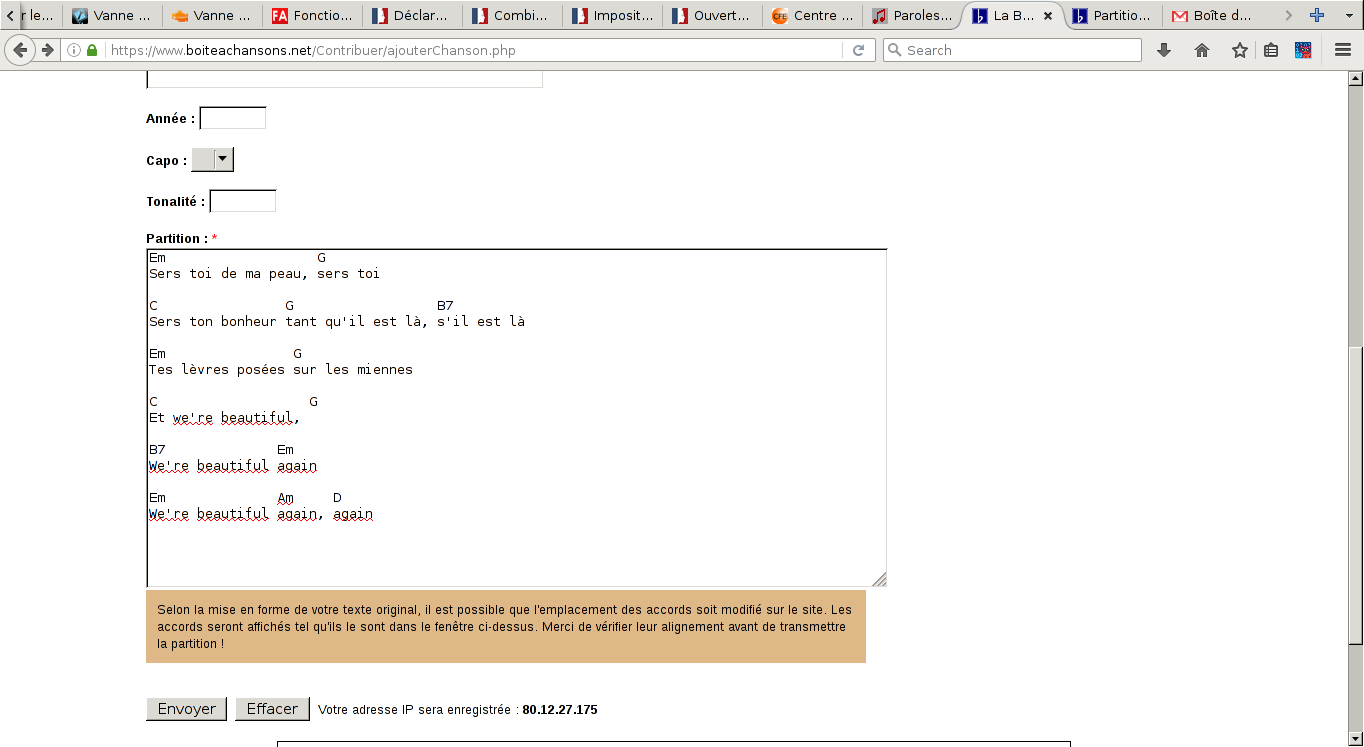 r le... Vanne ... Vanne ... Fonctio... Déclar... Combi... Imposit... Ouvert... Centre ... Paroles... La B... Partitio... Boîte d...
https://www.boiteachansons.net/Contribuer/ajouterChanson.php Search
Année :
Capo :
Tonalité :
Partition : *
Em G
Sers toi de ma peau, sers toi
C G B7
Sers ton bonheur tant qu'il est là, s'il est là
Em G
Tes lèvres posées sur les miennes
C G
Et we're beautiful,
B7 Em
We're beautiful again
Em Am D
We're beautiful again, again
Selon la mise en forme de votre texte original, il est possible que l'emplacement des accords soit modifié sur le site. Les
accords seront affichés tel qu'ils le sont dans le fenêtre ci-dessus. Merci de vérifier leur alignement avant de transmettre
la partition !
Envoyer Effacer Votre adresse IP sera enregistrée : 80.12.27.175